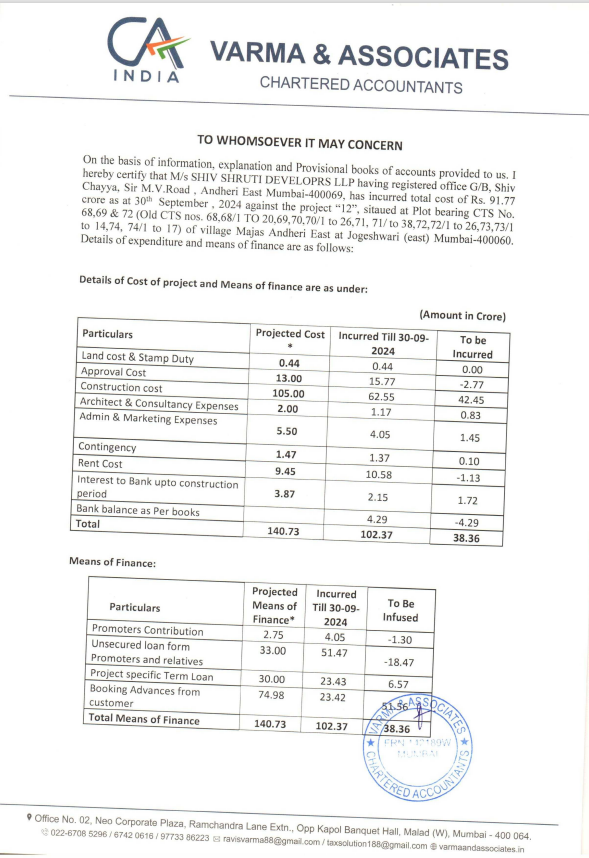 CA
INDIA
VARMA & ASSOCIATES
CHARTERED ACCOUNTANTS
TO WHOMSOEVER IT MAY CONCERN
On the basis of information, explanation and Provisional books of accounts provided to us. I
hereby certify that M/s SHIV SHRUTI DEVELOPRS LLP having registered office G/B, Shiv
Chayya, Sir M.V.Road , Andheri East Mumbai-400069, has incurred total cost of Rs. 91.77
crore as at 30th September , 2024 against the project “12”, sitaued at Plot bearing CTS No.
68,69 & 72 (Old CTS nos. 68,68/1 TO 20,69,70,70/1 to 26,71, 71/ to 38,72,72/1 to 26,73,73/1
to 14,74, 74/1 to 17) of village Majas Andheri East at Jogeshwari (east) Mumbai-400060.
Details of expenditure and means of finance are as follows:
Details of Cost of project and Means of finance are as under:
(Amount in Crore)
Particulars Projected Cost * Incurred Till 30-09-2024 To be Incurred
Land cost & Stamp Duty 0.44 0.44 0.00
Approval Cost 13.00 15.77 -2.77
Construction cost 105.00 62.55 42.45
Architect & Consultancy Expenses 2.00 1.17 0.83
Admin & Marketing Expenses 5.50 4.05 1.45
Contingency 1.47 1.37 0.10
Rent Cost 9.45 10.58 -1.13
Interest to Bank upto construction period 3.87 2.15 1.72
Bank balance as Per books 4.29 -4.29
Total 140.73 102.37 38.36
Means of Finance:
Particulars Projected Means of Finance* Incurred Till 30-09-2024 To Be Infused
Promoters Contribution 2.75 4.05 -1.30
Unsecured loan form Promoters and relatives 33.00 51.47 -18.47
Project specific Term Loan 30.00 23.43 6.57
Booking Advances from customer 74.98 23.42 51.56
Total Means of Finance 140.73 102.37 38.36
VARMA & ASSOCIATES
FRN
MUMBAI
CHARTERED ACCOUNTANTS
Office No. 02, Neo Corporate Plaza, Ramchandra Lane Extn., Opp Kapol Banquet Hall, Malad (W), Mumbai - 400 064.
022-6708 5296 / 6742 0616 / 97733 86223 ravisvarma88@gmail.com / taxsolution188@gmail.com varmaandassociates.in